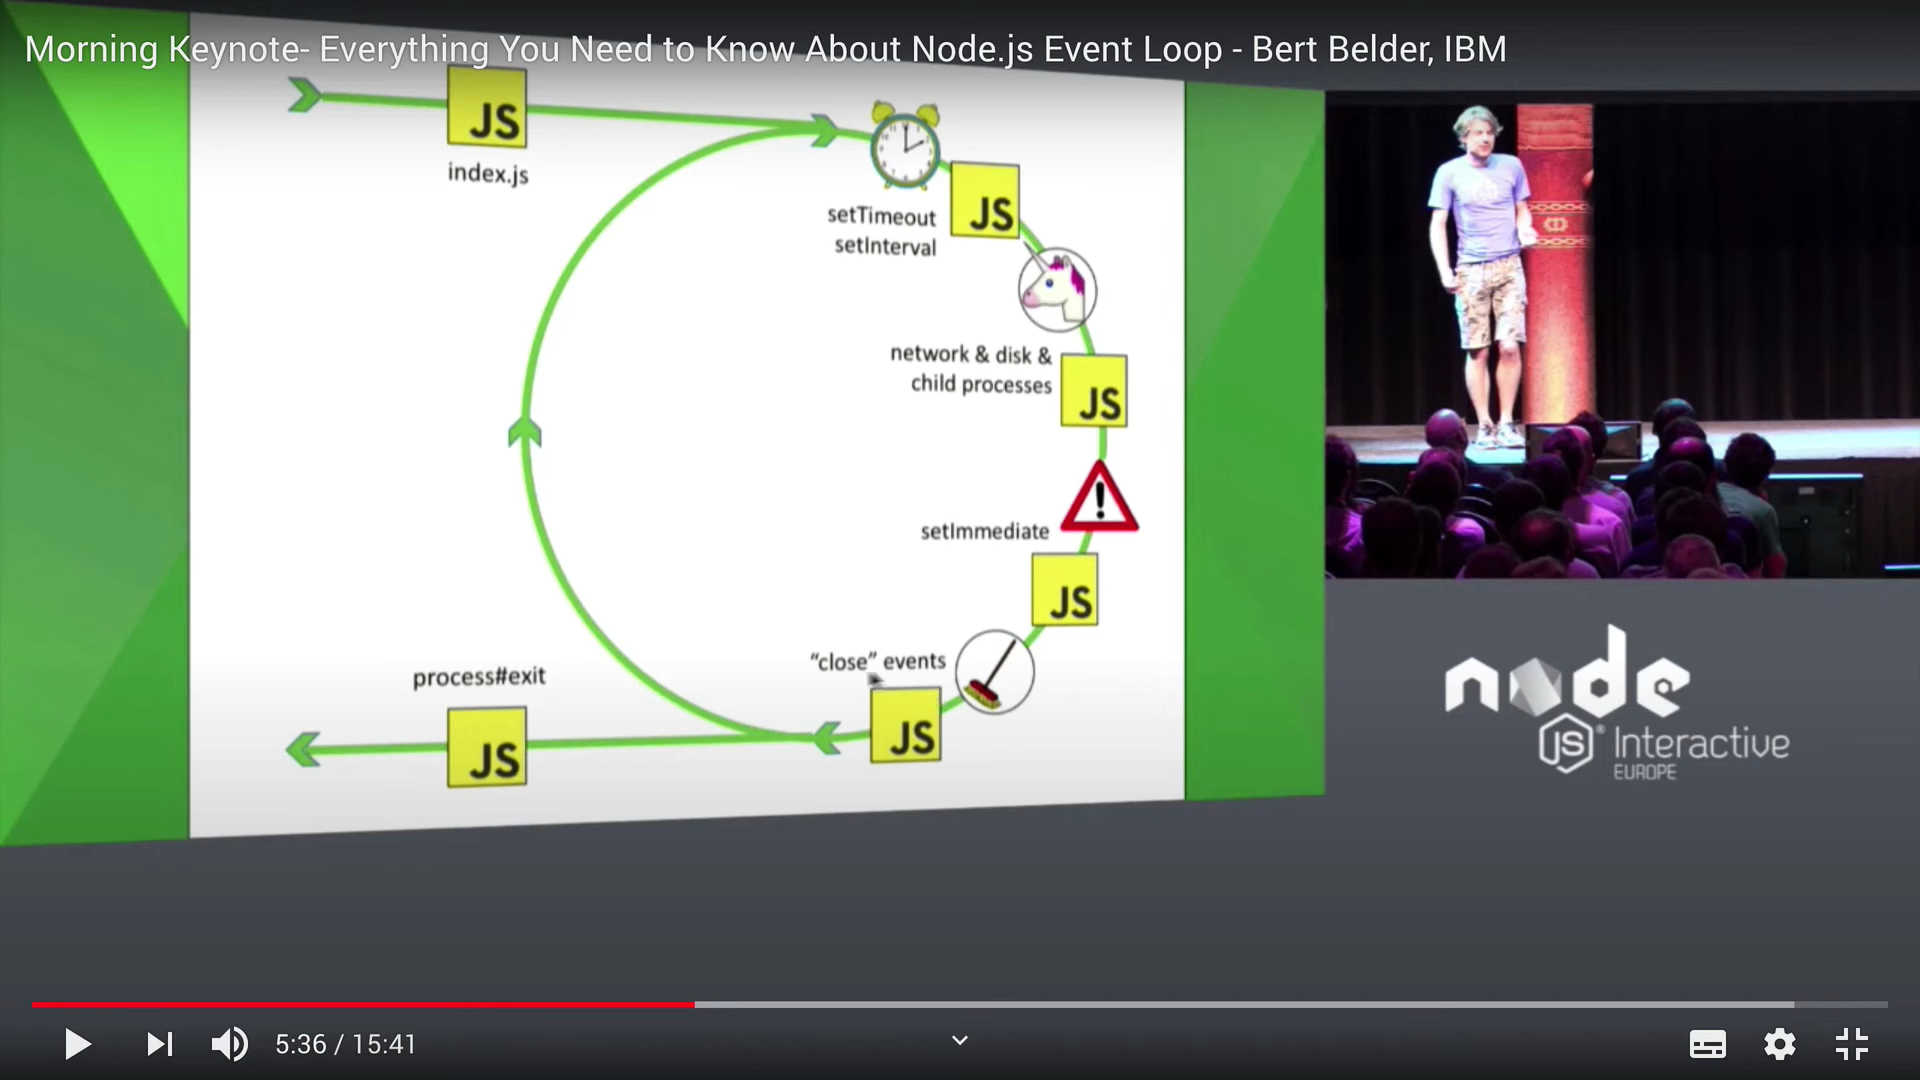 Morning Keynote- Everything You Need to Know About Node.js Event Loop - Bert Belder, IBM
JS
index.js
setTimeout
setInterval
JS
network & disk &
child processes
JS
setImmediate
JS
"close" events
JS
process#exit
JS
node
JS® Interactive
EUROPE
5:36 / 15:41